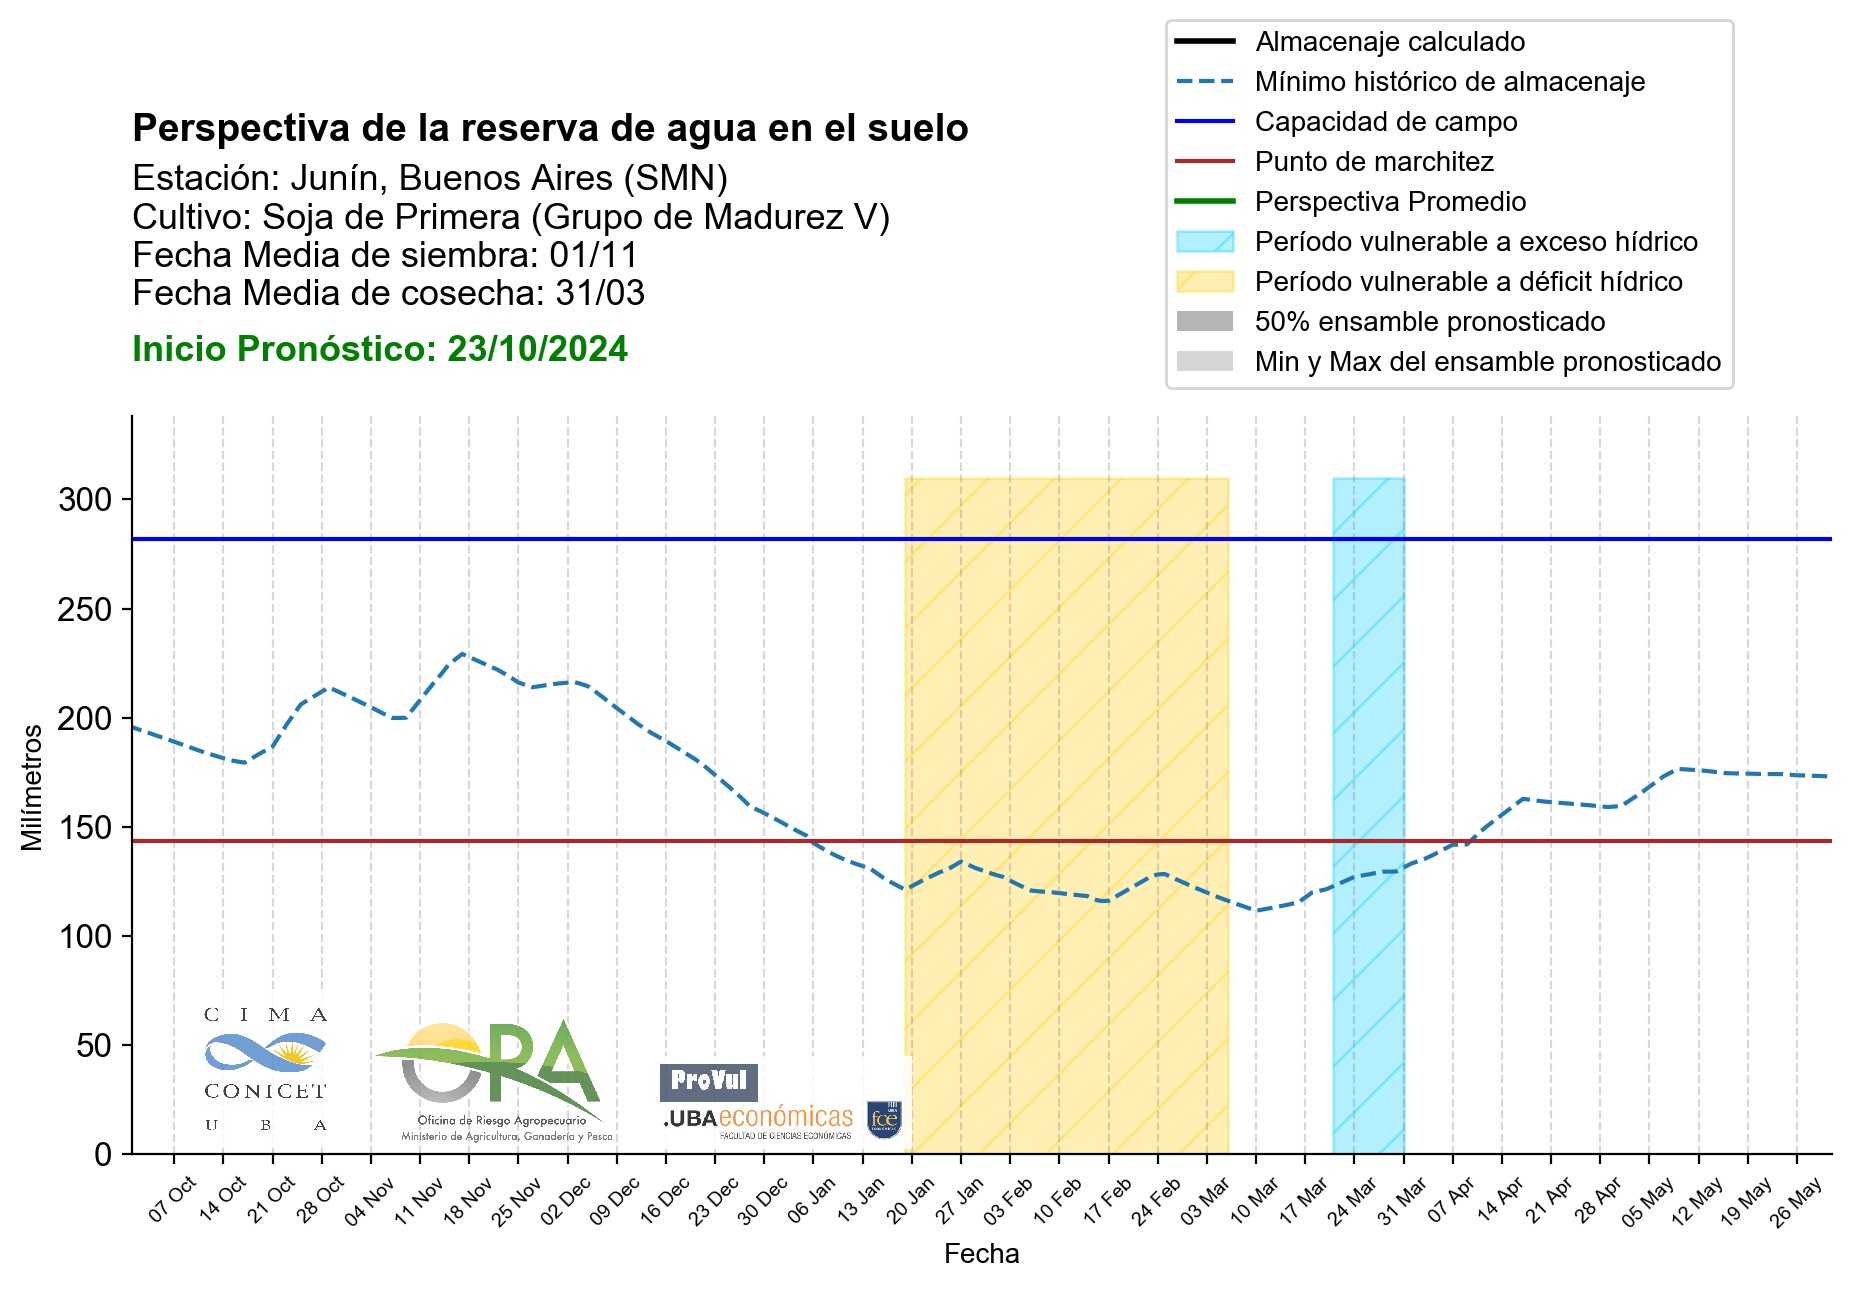 Almacenaje calculado
Mínimo histórico de almacenaje
Capacidad de campo
Punto de marchitez
Perspectiva Promedio
Período vulnerable a exceso hídrico
Período vulnerable a déficit hídrico
50% ensamble pronosticado
Min y Max del ensamble pronosticado
Perspectiva de la reserva de agua en el suelo
Estación: Junín, Buenos Aires (SMN)
Cultivo: Soja de Primera (Grupo de Madurez V)
Fecha Media de siembra: 01/11
Fecha Media de cosecha: 31/03
Inicio Pronóstico: 23/10/2024
Milímetros
300
250
200
150
100
50
0
C I M A
CONICET
U B A
ORA
Oficina de Riesgo Agropecuario
Ministerio de Agricultura, Ganadería y Pesca
ProVul
.UBAeconómicas
FACULTAD DE CIENCIAS ECONÓMICAS
UBA
fce
ECONÓMICAS
07 Oct
14 Oct
21 Oct
28 Oct
04 Nov
11 Nov
18 Nov
25 Nov
02 Dec
09 Dec
16 Dec
23 Dec
30 Dec
06 Jan
13 Jan
20 Jan
27 Jan
03 Feb
10 Feb
17 Feb
24 Feb
03 Mar
10 Mar
17 Mar
24 Mar
31 Mar
07 Apr
14 Apr
21 Apr
28 Apr
05 May
12 May
19 May
26 May
Fecha